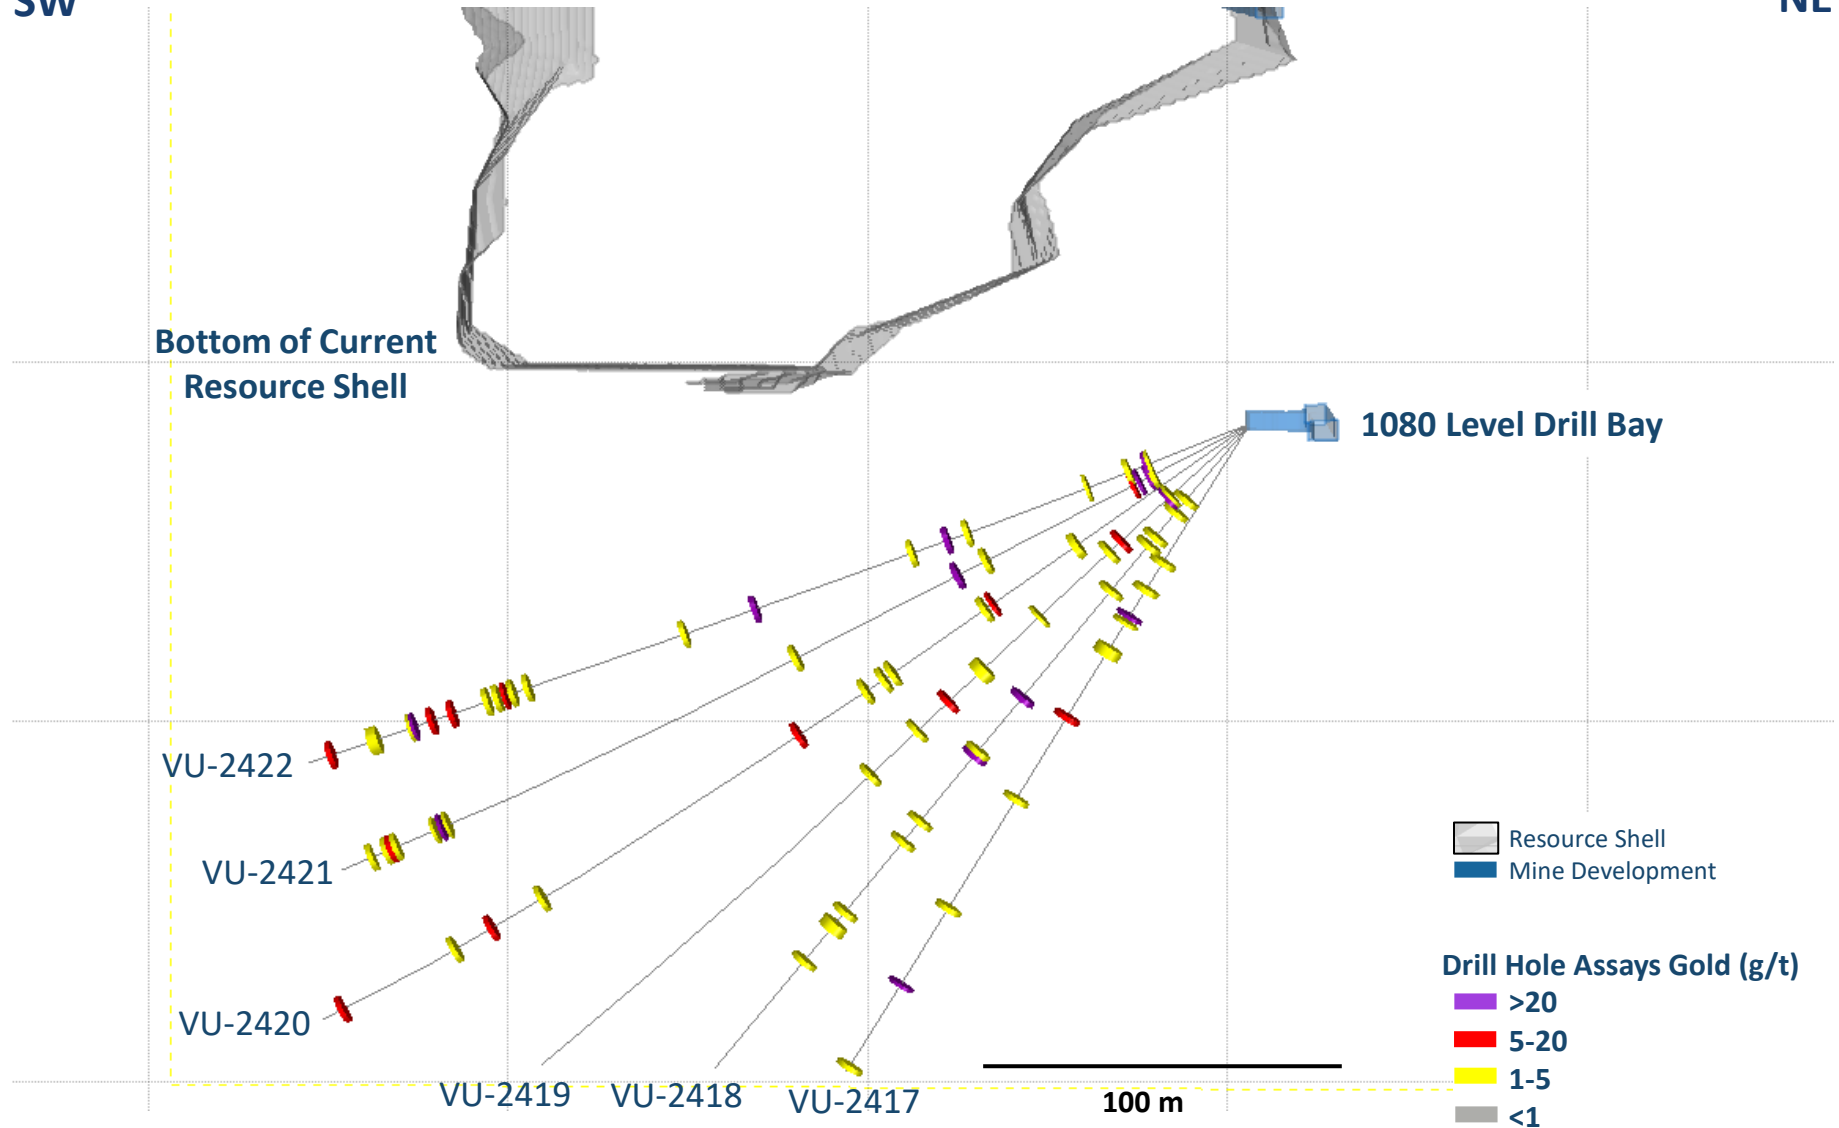 SW
NE
Bottom of Current
Resource Shell
1080 Level Drill Bay
VU-2422
VU-2421
VU-2420
VU-2419
VU-2418
VU-2417
100 m
Resource Shell
Mine Development
Drill Hole Assays Gold (g/t)
>20
5-20
1-5
<1